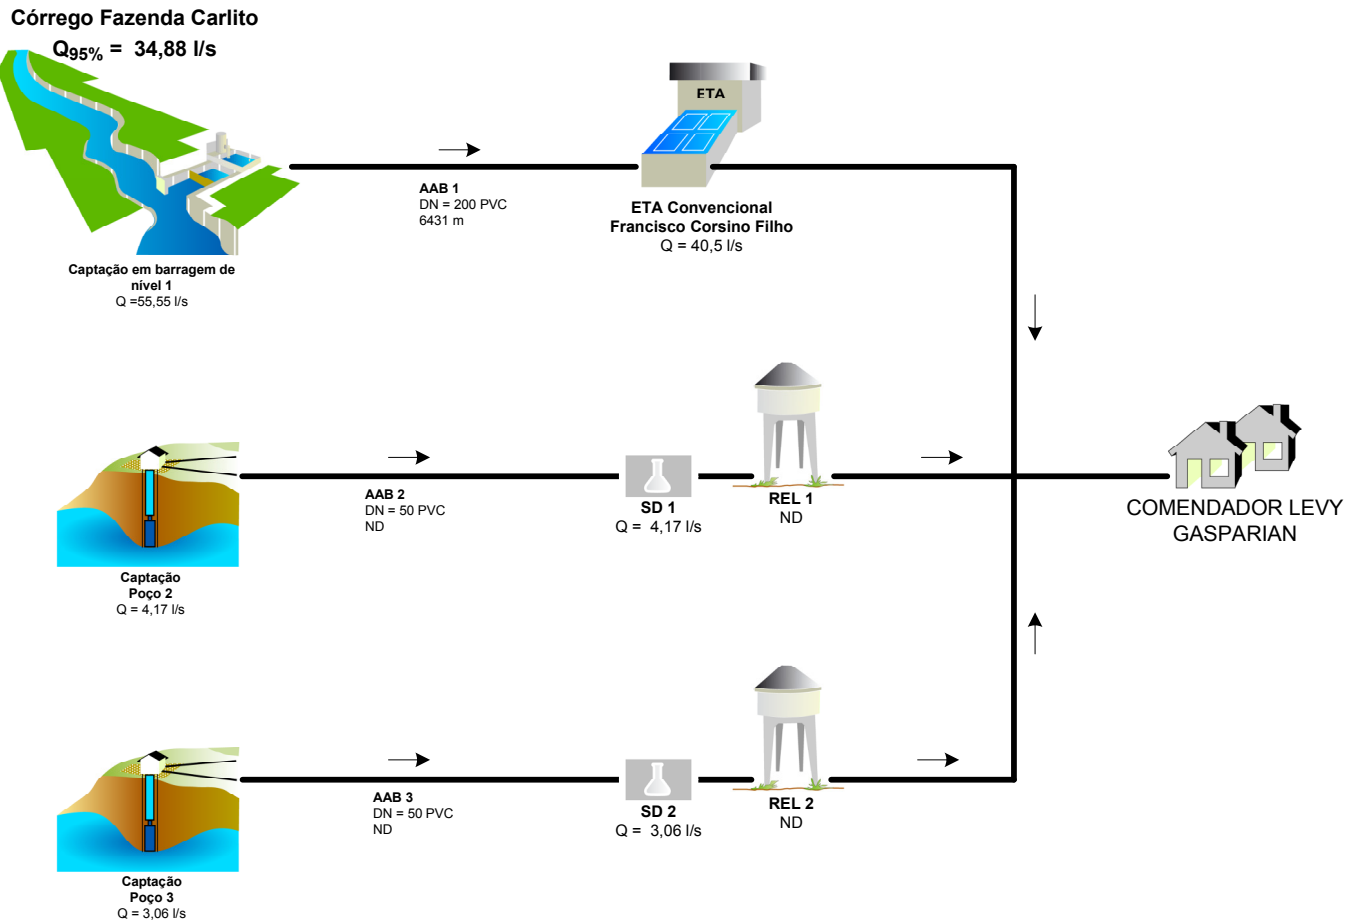 Córrego Fazenda Carlito
Q95% = 34,88 l/s
ETA
AAB 1
DN = 200 PVC
6431 m
ETA Convencional
Francisco Corsino Filho
Q = 40,5 l/s
Captação em barragem de
nível 1
Q =55,55 l/s
AAB 2
DN = 50 PVC
ND
SD 1
Q = 4,17 l/s
REL 1
ND
COMENDADOR LEVY
GASPARIAN
Captação
Poço 2
Q = 4,17 l/s
AAB 3
DN = 50 PVC
ND
SD 2
Q = 3,06 l/s
REL 2
ND
Captação
Poço 3
Q = 3,06 l/s